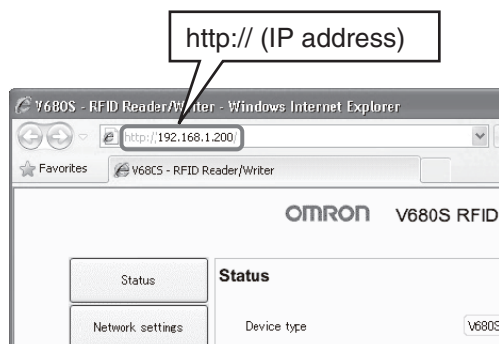 http:// (IP address)
V680S - RFID Reader/Writer - Windows Internet Explorer
http://192.168.1.200/
Favorites
V680S - RFID Reader/Writer
OMRON V680S RFID
Status
Status
Network settings
Device type
V680S